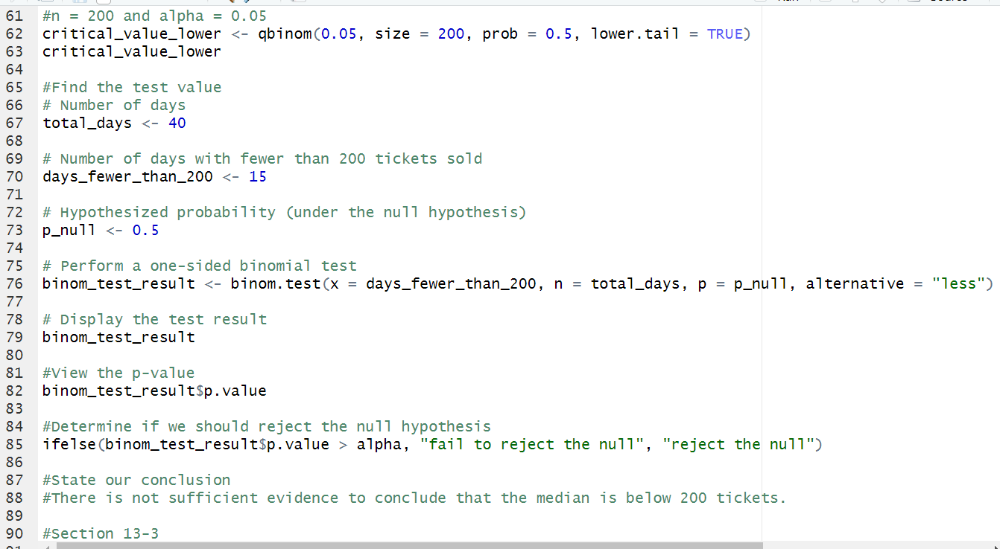 61 #n = 200 and alpha = 0.05
62 critical_value_lower <- qbinom(0.05, size = 200, prob = 0.5, lower.tail = TRUE)
63 critical_value_lower
64
65 #Find the test value
66 # Number of days
67 total_days <- 40
68
69 # Number of days with fewer than 200 tickets sold
70 days_fewer_than_200 <- 15
71
72 # Hypothesized probability (under the null hypothesis)
73 p_null <- 0.5
74
75 # Perform a one-sided binomial test
76 binom_test_result <- binom.test(x = days_fewer_than_200, n = total_days, p = p_null, alternative = "less")
77
78 # Display the test result
79 binom_test_result
80
81 #View the p-value
82 binom_test_result$p.value
83
84 #Determine if we should reject the null hypothesis
85 ifelse(binom_test_result$p.value > alpha, "fail to reject the null", "reject the null")
86
87 #State our conclusion
88 #There is not sufficient evidence to conclude that the median is below 200 tickets.
89
90 #Section 13-3